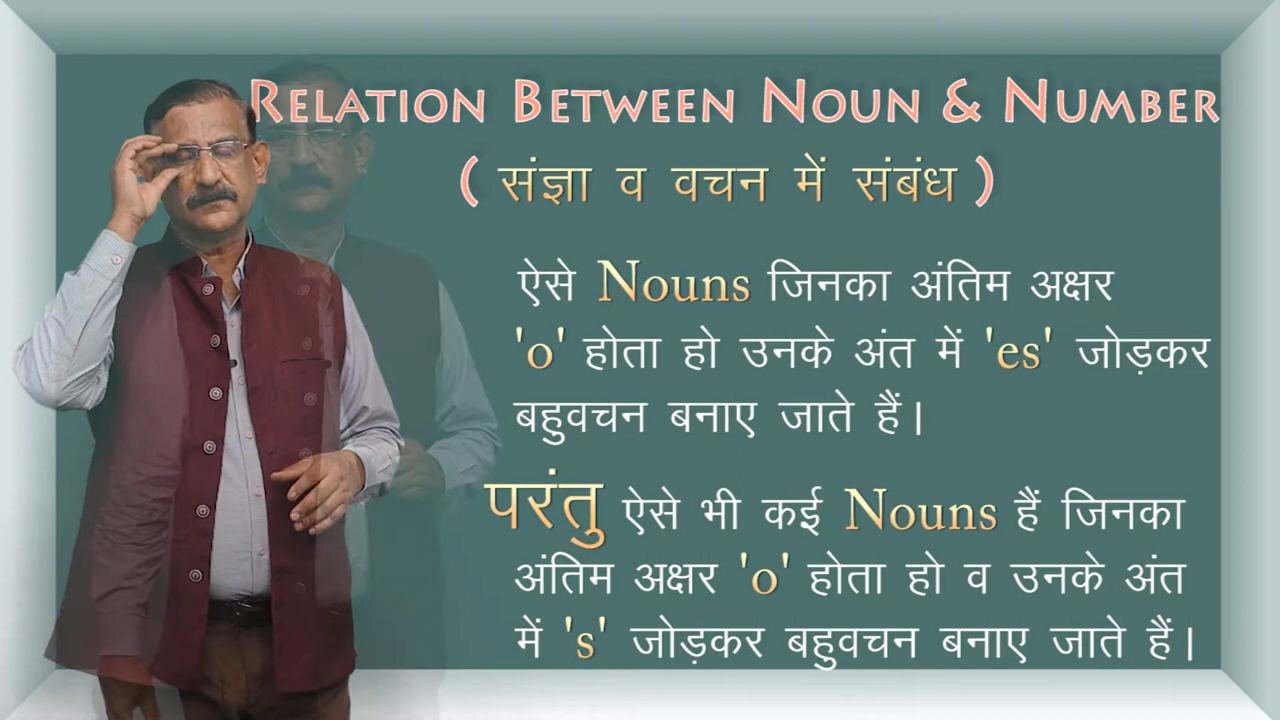 RELATION BETWEEN NOUN & NUMBER
( संज्ञा व वचन में संबंध )
ऐसे Nouns जिनका अंतिम अक्षर
'o' होता हो उनके अंत में 'es' जोड़कर
बहुवचन बनाए जाते हैं।
परंतु ऐसे भी कई Nouns हैं जिनका
अंतिम अक्षर 'o' होता हो व उनके अंत
में 's' जोड़कर बहुवचन बनाए जाते हैं।